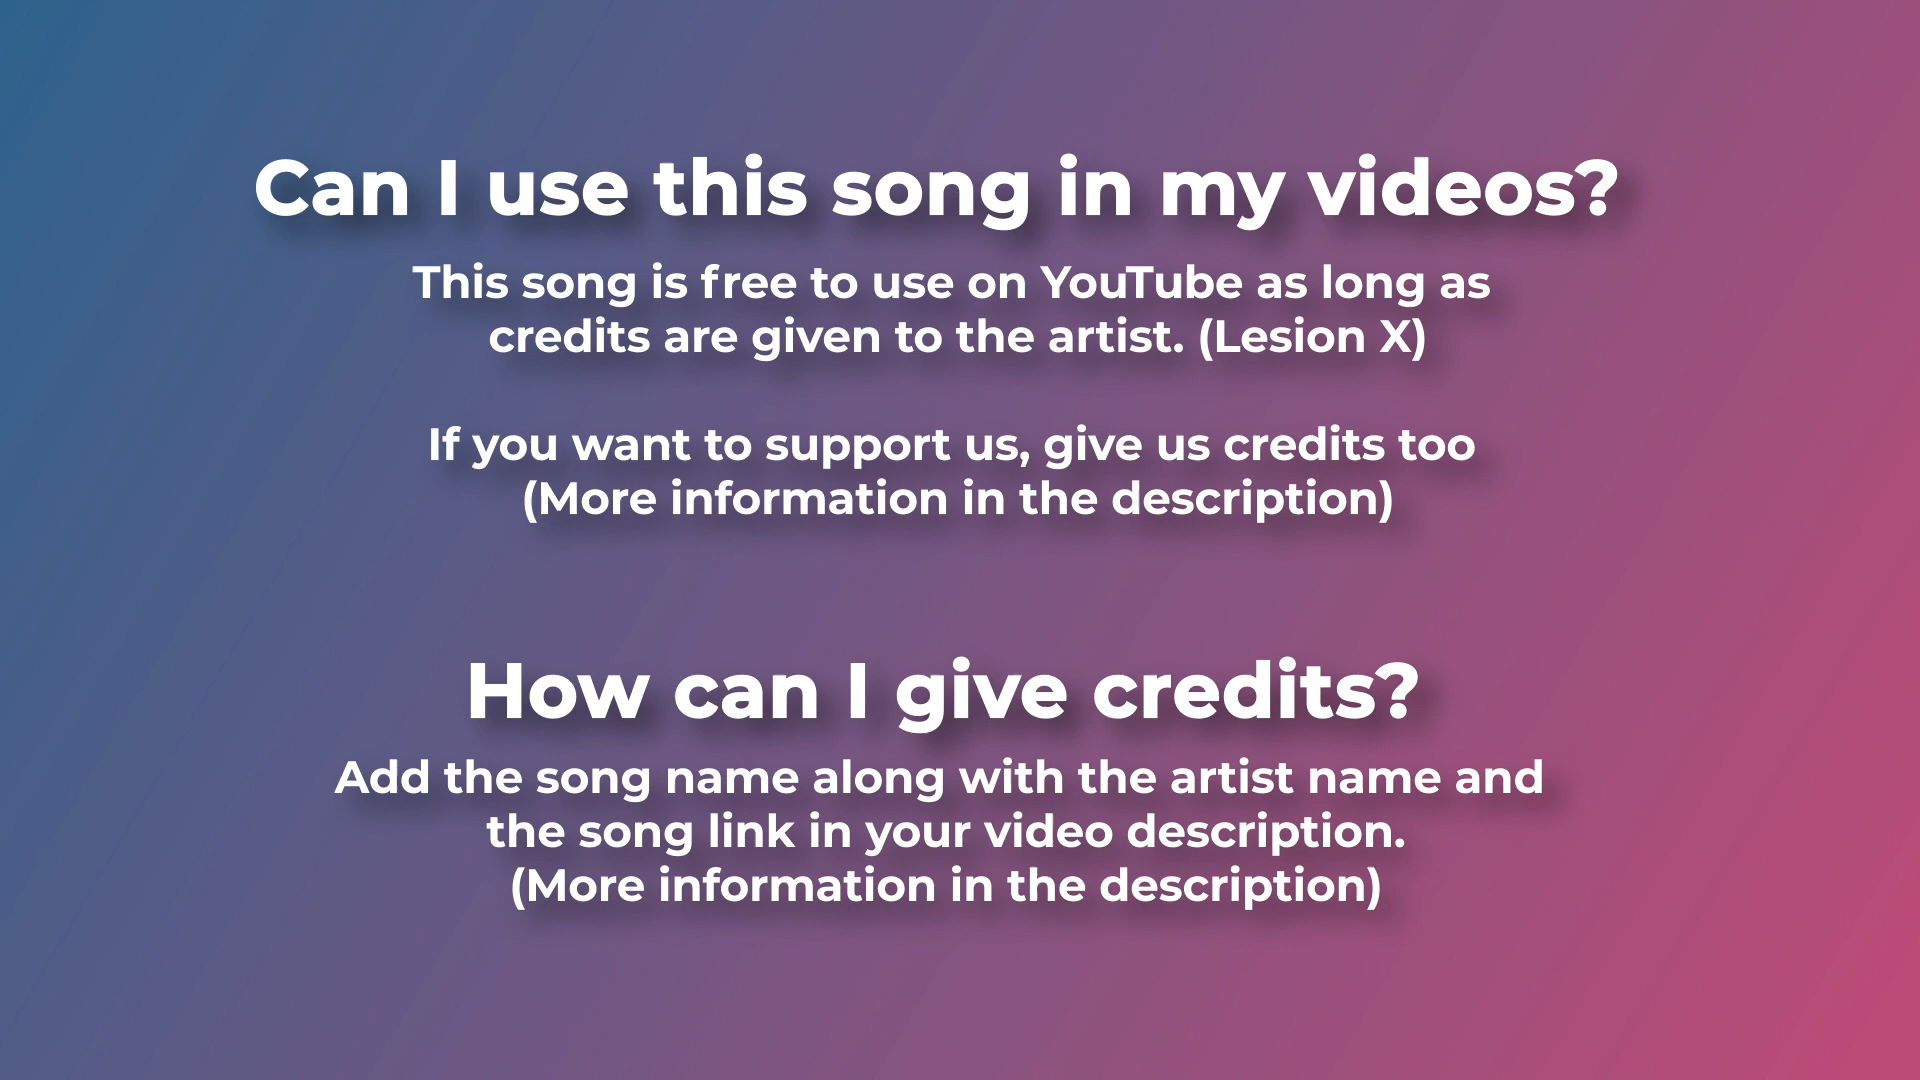 Can I use this song in my videos?
This song is free to use on YouTube as long as
credits are given to the artist. (Lesion X)
If you want to support us, give us credits too
(More information in the description)
How can I give credits?
Add the song name along with the artist name and
the song link in your video description.
(More information in the description)